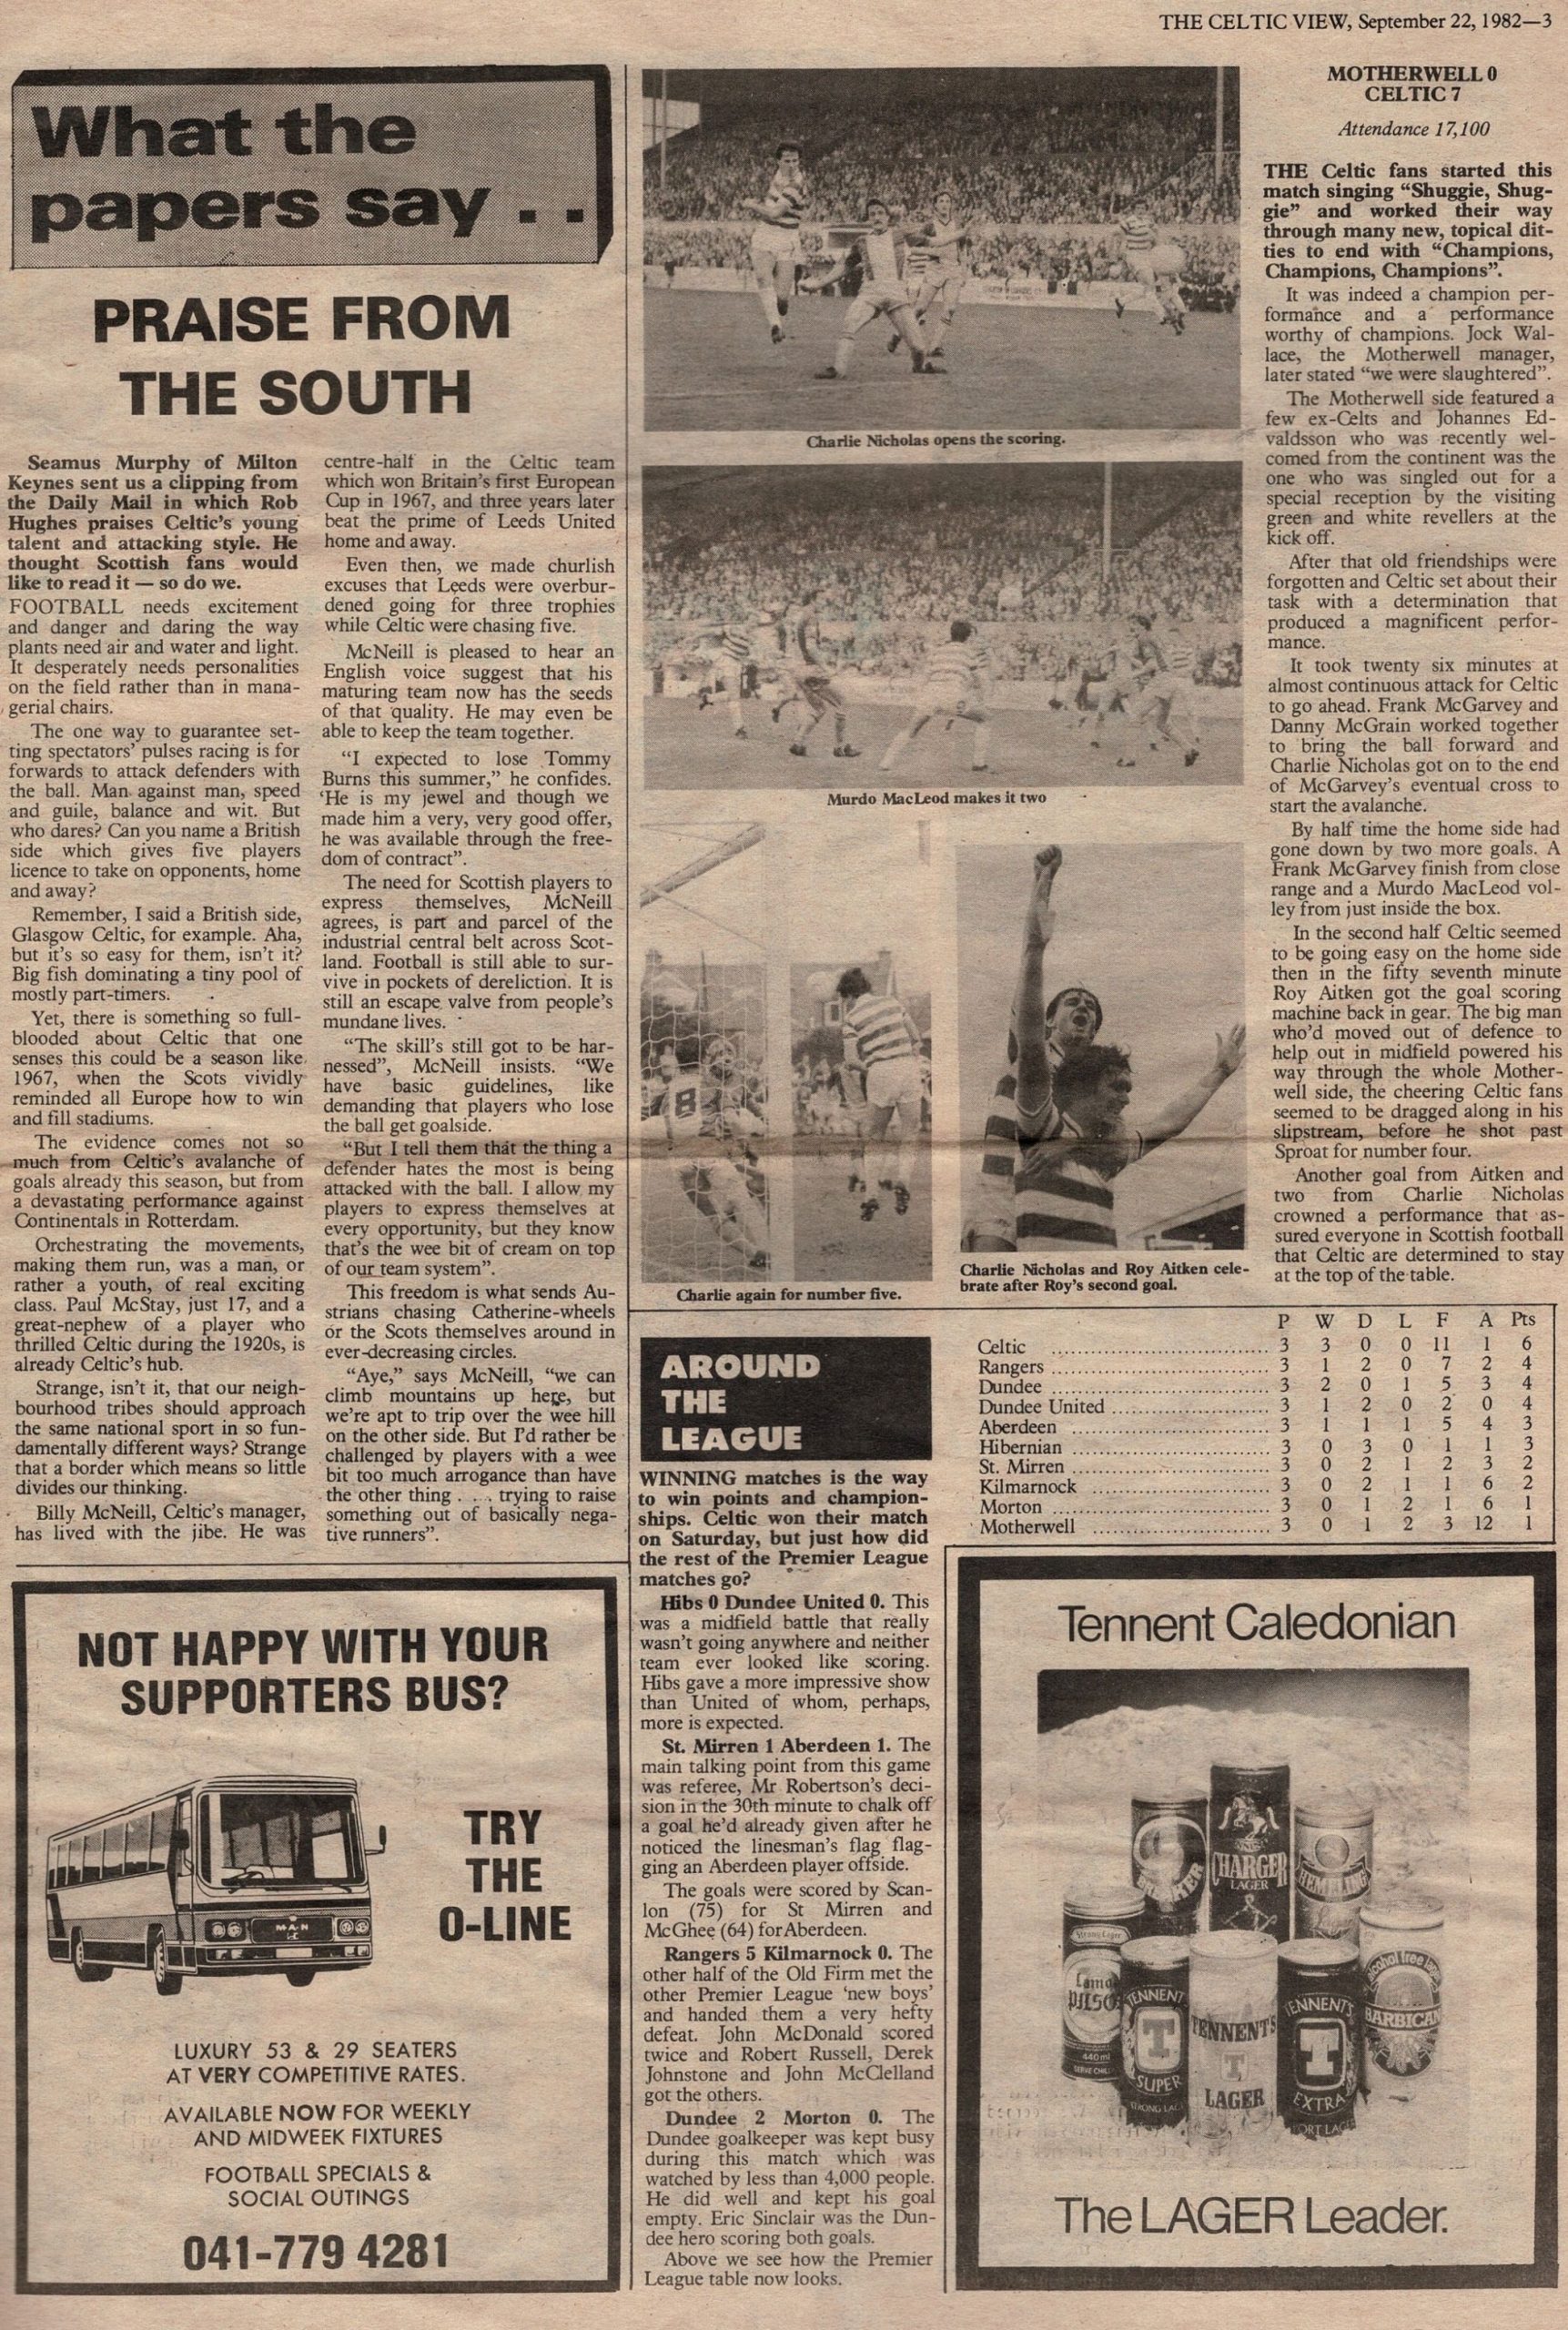 THE CELTIC VIEW, September 22, 1982—3
What the
papers say . .
PRAISE FROM
THE SOUTH
Seamus Murphy of Milton
Keynes sent us a clipping from
the Daily Mail in which Rob
Hughes praises Celtic's young
talent and attacking style. He
thought Scottish fans would
like to read it — so do we.
FOOTBALL needs excitement
and danger and daring the way
plants need air and water and light.
It desperately needs personalities
on the field rather than in mana-
gerial chairs.
The one way to guarantee set-
ting spectators' pulses racing is for
forwards to attack defenders with
the ball. Man against man, speed
and guile, balance and wit. But
who dares? Can you name a British
side which gives five players
licence to take on opponents, home
and away?
Remember, I said a British side,
Glasgow Celtic, for example. Aha,
but it's so easy for them, isn't it?
Big fish dominating a tiny pool of
mostly part-timers.
Yet, there is something so full-
blooded about Celtic that one
senses this could be a season like
1967, when the Scots vividly
reminded all Europe how to win
and fill stadiums.
The evidence comes not so
much from Celtic's avalanche of
goals already this season, but from
a devastating performance against
Continentals in Rotterdam.
Orchestrating the movements,
making them run, was a man, or
rather a youth, of real exciting
class. Paul McStay, just 17, and a
great-nephew of a player who
thrilled Celtic during the 1920s, is
already Celtic's hub.
Strange, isn't it, that our neigh-
bourhood tribes should approach
the same national sport in so fun-
damentally different ways? Strange
that a border which means so little
divides our thinking.
Billy McNeill, Celtic's manager,
has lived with the jibe. He was
centre-half in the Celtic team
which won Britain's first European
Cup in 1967, and three years later
beat the prime of Leeds United
home and away.
Even then, we made churlish
excuses that Leeds were overbur-
dened going for three trophies
while Celtic were chasing five.
McNeill is pleased to hear an
English voice suggest that his
maturing team now has the seeds
of that quality. He may even be
able to keep the team together.
“I expected to lose Tommy
Burns this summer,” he confides.
‘He is my jewel and though we
made him a very, very good offer,
he was available through the free-
dom of contract”.
The need for Scottish players to
express themselves, McNeill
agrees, is part and parcel of the
industrial central belt across Scot-
land. Football is still able to sur-
vive in pockets of dereliction. It is
still an escape valve from people's
mundane lives.
“The skill's still got to be har-
nessed”, McNeill insists. “We
have basic guidelines, like
demanding that players who lose
the ball get goalside.
“But I tell them that the thing a
defender hates the most is being
attacked with the ball. I allow my
players to express themselves at
every opportunity, but they know
that's the wee bit of cream on top
of our team system”.
This freedom is what sends Au-
strians chasing Catherine-wheels
or the Scots themselves around in
ever-decreasing circles.
“Aye,” says McNeill, “we can
climb mountains up here, but
we're apt to trip over the wee hill
on the other side. But I'd rather be
challenged by players with a wee
bit too much arrogance than have
the other thing . . . trying to raise
something out of basically nega-
tive runners”.
Charlie Nicholas opens the scoring.
Murdo MacLeod makes it two
8
Charlie again for number five.
Charlie Nicholas and Roy Aitken cele-
brate after Roy's second goal.
MOTHERWELL 0
CELTIC 7
Attendance 17,100
THE Celtic fans started this
match singing “Shuggie, Shug-
gie” and worked their way
through many new, topical dit-
ties to end with “Champions,
Champions, Champions”.
It was indeed a champion per-
formance and a performance
worthy of champions. Jock Wal-
lace, the Motherwell manager,
later stated “we were slaughtered”.
The Motherwell side featured a
few ex-Celts and Johannes Ed-
valdsson who was recently wel-
comed from the continent was the
one who was singled out for a
special reception by the visiting
green and white revellers at the
kick off.
After that old friendships were
forgotten and Celtic set about their
task with a determination that
produced a magnificent perfor-
mance.
It took twenty six minutes at
almost continuous attack for Celtic
to go ahead. Frank McGarvey and
Danny McGrain worked together
to bring the ball forward and
Charlie Nicholas got on to the end
of McGarvey's eventual cross to
start the avalanche.
By half time the home side had
gone down by two more goals. A
Frank McGarvey finish from close
range and a Murdo MacLeod vol-
ley from just inside the box.
In the second half Celtic seemed
to be going easy on the home side
then in the fifty seventh minute
Roy Aitken got the goal scoring
machine back in gear. The big man
who'd moved out of defence to
help out in midfield powered his
way through the whole Mother-
well side, the cheering Celtic fans
seemed to be dragged along in his
slipstream, before he shot past
Sproat for number four.
Another goal from Aitken and
two from Charlie Nicholas
crowned a performance that as-
sured everyone in Scottish football
that Celtic are determined to stay
at the top of the table.
P W D L F A Pts
Celtic ................................ 3 3 0 0 11 1 6
Rangers ................................ 3 1 2 0 7 2 4
Dundee ................................ 3 2 0 1 5 3 4
Dundee United ........................ 3 1 2 0 2 0 4
Aberdeen ............................. 3 1 1 1 5 4 3
Hibernian ............................. 3 0 3 0 1 1 3
St. Mirren ............................. 3 0 2 1 2 3 2
Kilmarnock ........................... 3 0 2 1 1 6 2
Morton ................................ 3 0 1 2 1 6 1
Motherwell ........................... 3 0 1 2 3 12 1
AROUND
THE
LEAGUE
WINNING matches is the way
to win points and champion-
ships. Celtic won their match
on Saturday, but just how did
the rest of the Premier League
matches go?
Hibs 0 Dundee United 0. This
was a midfield battle that really
wasn't going anywhere and neither
team ever looked like scoring.
Hibs gave a more impressive show
than United of whom, perhaps,
more is expected.
St. Mirren 1 Aberdeen 1. The
main talking point from this game
was referee, Mr Robertson's deci-
sion in the 30th minute to chalk off
a goal he'd already given after he
noticed the linesman's flag flag-
ging an Aberdeen player offside.
The goals were scored by Scan-
lon (75) for St Mirren and
McGhee (64) for Aberdeen.
Rangers 5 Kilmarnock 0. The
other half of the Old Firm met the
other Premier League ‘new boys’
and handed them a very hefty
defeat. John McDonald scored
twice and Robert Russell, Derek
Johnstone and John McClelland
got the others.
Dundee 2 Morton 0. The
Dundee goalkeeper was kept busy
during this match which was
watched by less than 4,000 people.
He did well and kept his goal
empty. Eric Sinclair was the Dun-
dee hero scoring both goals.
Above we see how the Premier
League table now looks.
NOT HAPPY WITH YOUR
SUPPORTERS BUS?
TRY
THE
O-LINE
MAN
LUXURY 53 & 29 SEATERS
AT VERY COMPETITIVE RATES.
AVAILABLE NOW FOR WEEKLY
AND MIDWEEK FIXTURES
FOOTBALL SPECIALS &
SOCIAL OUTINGS
041-779 4281
Tennent Caledonian
CHARGER
LAGER
HEMELING
PILS
440ml
TENNENT
T
SUPER
STRONG LAG
TENNENT'S
T
LAGER
TENNENT'S
T
EXTRA
alcohol free lager
BARBICAN
The LAGER Leader.